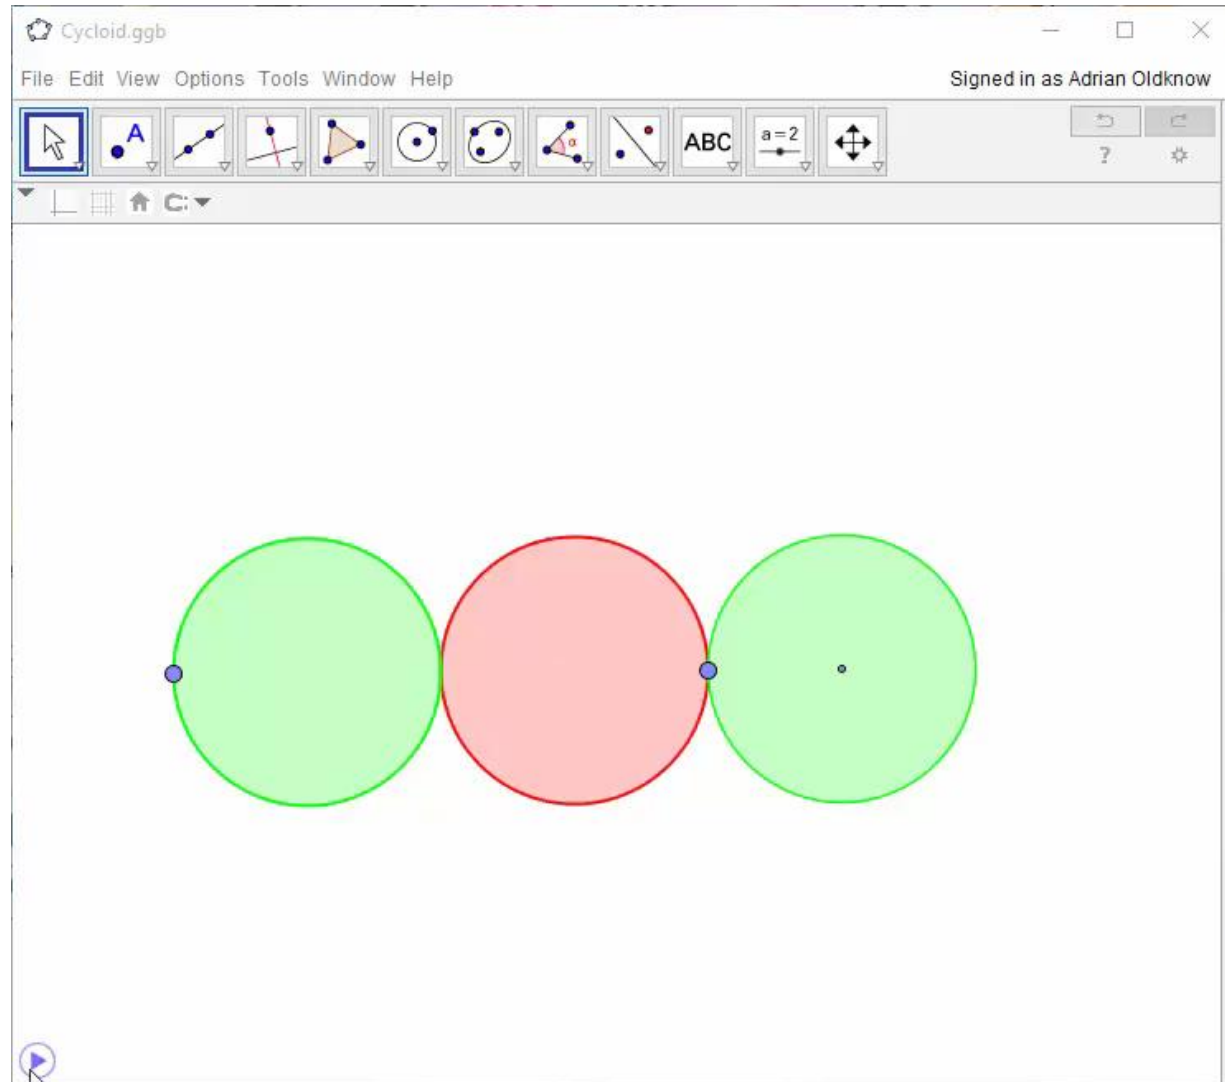 Cycloid.ggb
File Edit View Options Tools Window Help Signed in as Adrian Oldknow
A α ABC a=2
?